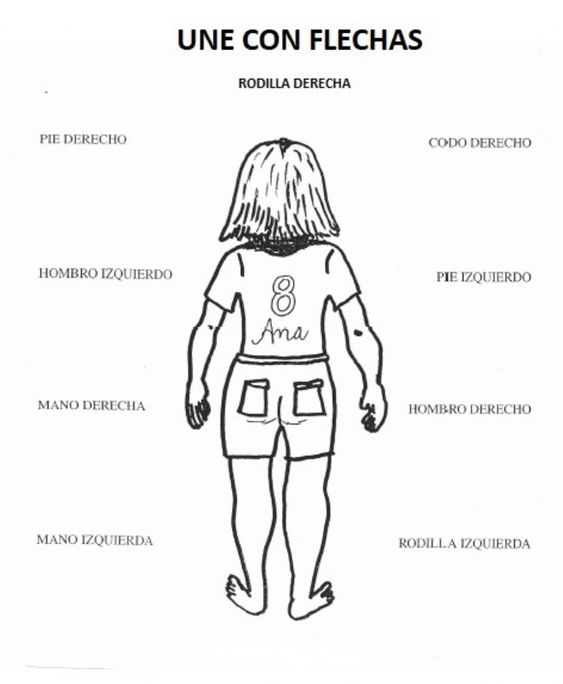 UNE CON FLECHAS
RODILLA DERECHA
PIE DERECHO
CODO DERECHO
HOMBRO IZQUIERDO
PIE IZQUIERDO
8
Ana
MANO DERECHA
HOMBRO DERECHO
MANO IZQUIERDA
RODILLA IZQUIERDA